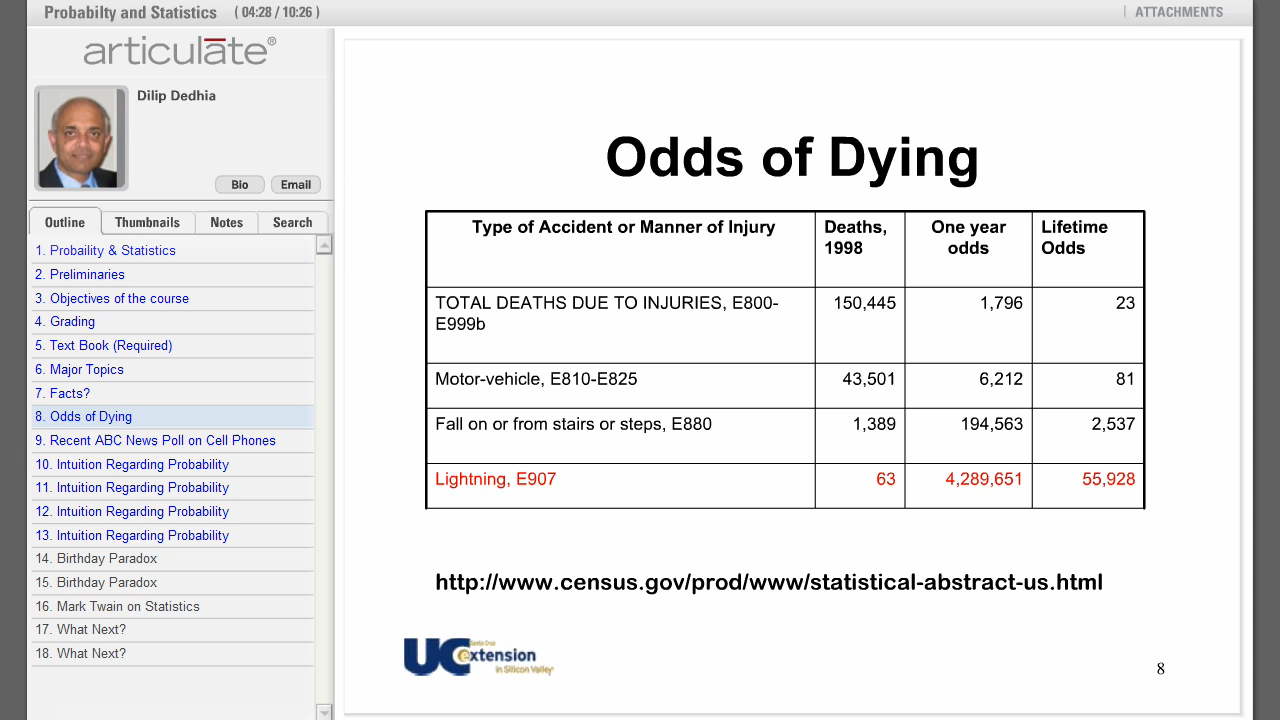 Probabilty and Statistics ( 04:28 / 10:26 )
ATTACHMENTS
articulate®
Dilip Dedhia
Bio
Email
Outline
Thumbnails
Notes
Search
1. Probaility & Statistics
2. Preliminaries
3. Objectives of the course
4. Grading
5. Text Book (Required)
6. Major Topics
7. Facts?
8. Odds of Dying
9. Recent ABC News Poll on Cell Phones
10. Intuition Regarding Probability
11. Intuition Regarding Probability
12. Intuition Regarding Probability
13. Intuition Regarding Probability
14. Birthday Paradox
15. Birthday Paradox
16. Mark Twain on Statistics
17. What Next?
18. What Next?
Odds of Dying
Type of Accident or Manner of Injury
Deaths,
1998
One year
odds
Lifetime
Odds
TOTAL DEATHS DUE TO INJURIES, E800-
E999b
150,445
1,796
23
Motor-vehicle, E810-E825
43,501
6,212
81
Fall on or from stairs or steps, E880
1,389
194,563
2,537
Lightning, E907
63
4,289,651
55,928
http://www.census.gov/prod/www/statistical-abstract-us.html
UC Santa Cruz
extension
in Silicon Valley
8